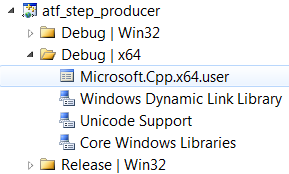 atf_step_producer
Debug | Win32
Debug | x64
Microsoft.Cpp.x64.user
Windows Dynamic Link Library
Unicode Support
Core Windows Libraries
Release | Win32